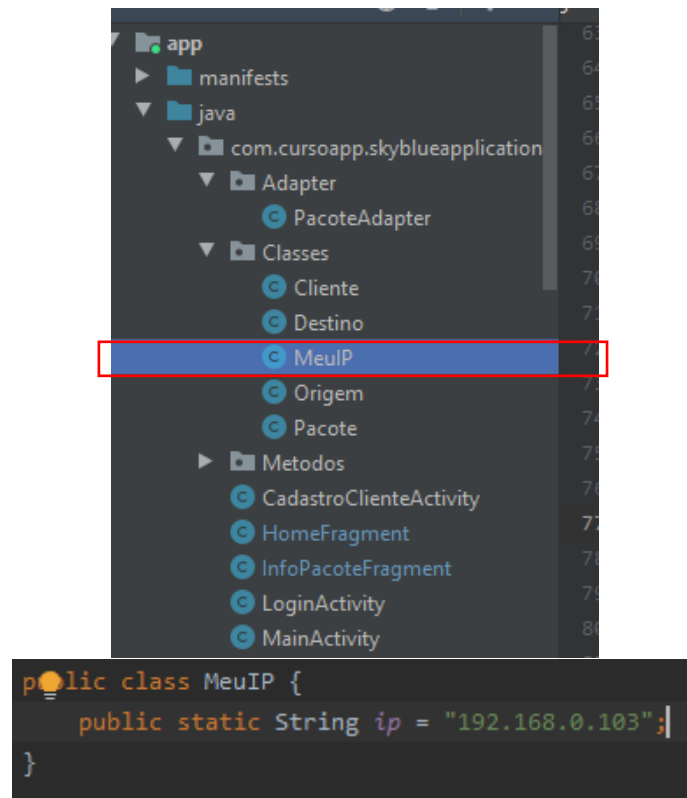 app
manifests
java
com.cursoapp.skyblueapplication
Adapter
PacoteAdapter
Classes
Cliente
Destino
MeuIP
Origem
Pacote
Metodos
CadastroClienteActivity
HomeFragment
InfoPacoteFragment
LoginActivity
MainActivity
public class MeuIP {
public static String ip = "192.168.0.103";
}